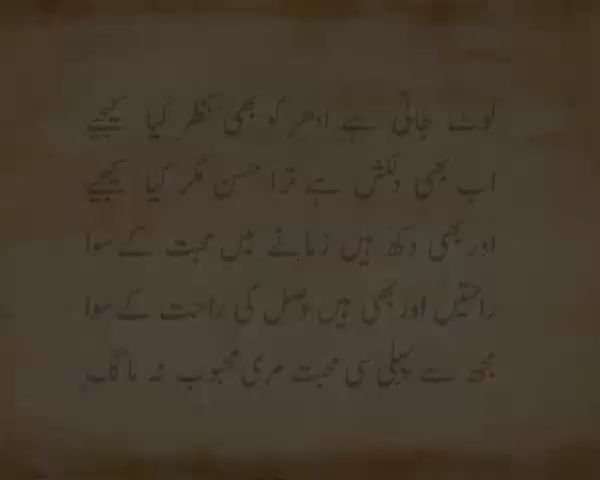 لوٹ جاتی ہے ادھر کو بھی نظر کیا کیجیے
اب بھی دلکش ہے ترا حسن مگر کیا کیجیے
اور بھی دکھ ہیں زمانے میں محبت کے سوا
راحتیں اور بھی ہیں وصل کی راحت کے سوا
مجھ سے پہلی سی محبت مری محبوب نہ مانگ